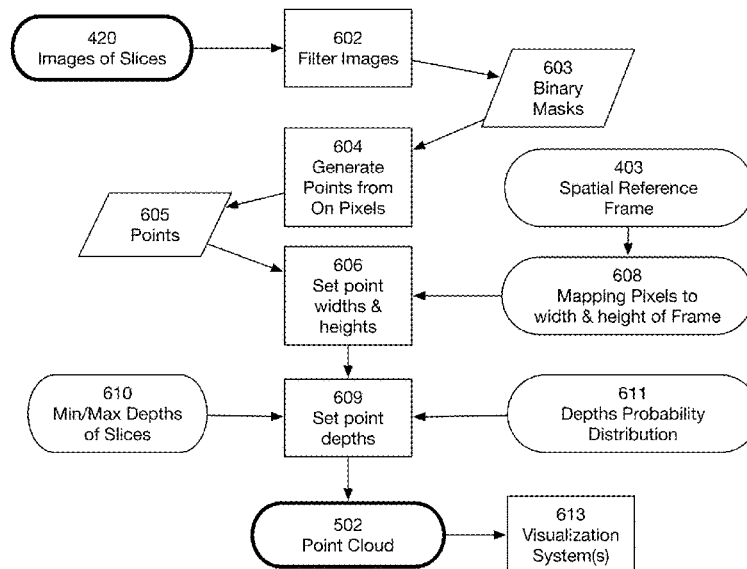 420
Images of Slices
602
Filter Images
603
Binary
Masks
604
Generate
Points from
On Pixels
403
Spatial Reference
Frame
605
Points
606
Set point
widths &
heights
608
Mapping Pixels to
width & height of Frame
610
Min/Max Depths
of Slices
609
Set point
depths
611
Depths Probability
Distribution
502
Point Cloud
613
Visualization
System(s)